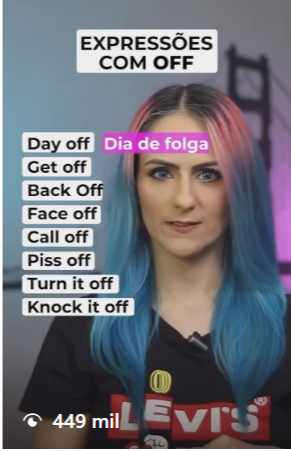 EXPRESSÕES
COM OFF
Day off Dia de folga
Get off
Back Off
Face off
Call off
Piss off
Turn it off
Knock it off
LEVI'S
449 mil